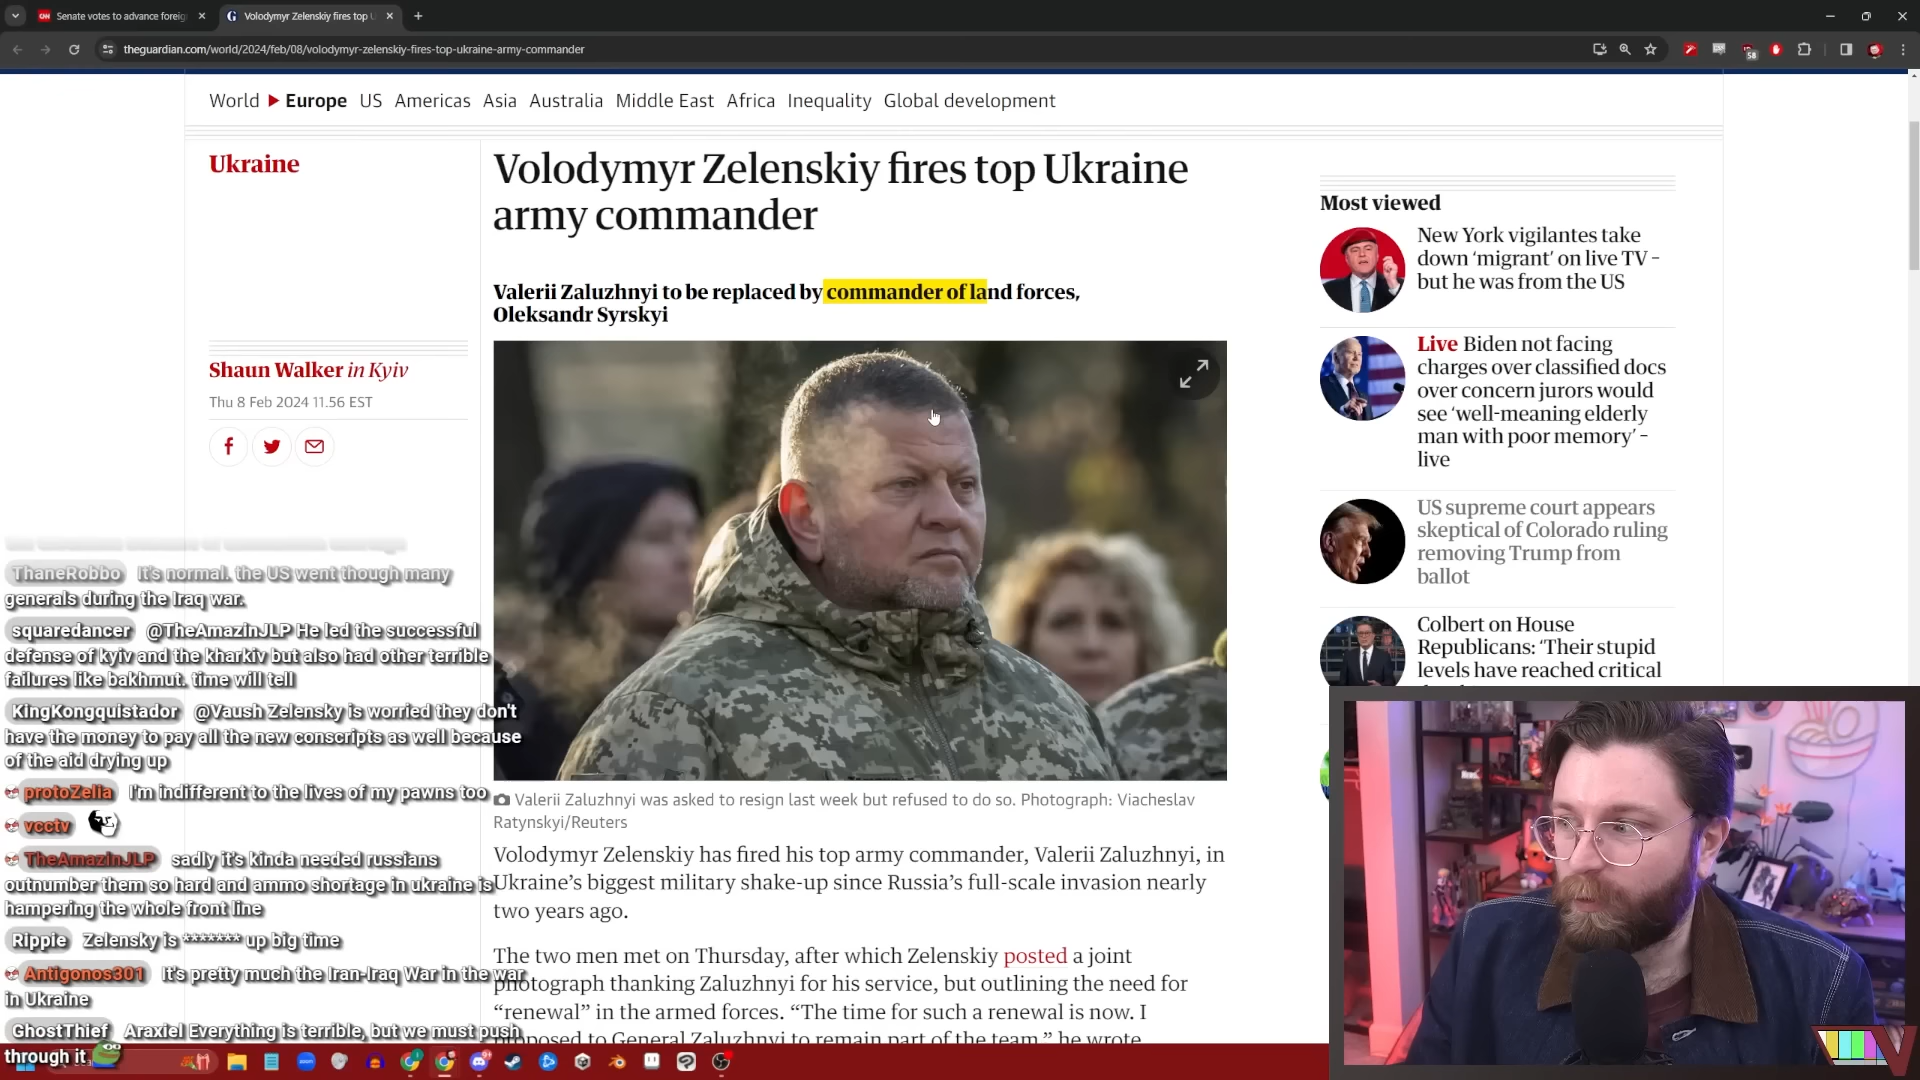 Senate votes to advance foreig
Volodymyr Zelenskiy fires top U
theguardian.com/world/2024/feb/08/volodymyr-zelenskiy-fires-top-ukraine-army-commander
58
World Europe US Americas Asia Australia Middle East Africa Inequality Global development
Ukraine
Volodymyr Zelenskiy fires top Ukraine
army commander
Valerii Zaluzhnyi to be replaced by commander of land forces,
Oleksandr Syrskyi
Shaun Walker in Kyiv
Thu 8 Feb 2024 11.56 EST
Valerii Zaluzhnyi was asked to resign last week but refused to do so. Photograph: Viacheslav
Ratynskyi/Reuters
Volodymyr Zelenskiy has fired his top army commander, Valerii Zaluzhnyi, in
Ukraine's biggest military shake-up since Russia's full-scale invasion nearly
two years ago.
The two men met on Thursday, after which Zelenskiy posted a joint
photograph thanking Zaluzhnyi for his service, but outlining the need for
“renewal” in the armed forces. “The time for such a renewal is now. I
proposed to General Zaluzhnyi to remain part of the team,” he wrote
Most viewed
New York vigilantes take
down ‘migrant’ on live TV –
but he was from the US
Live Biden not facing
charges over classified docs
over concern jurors would
see ‘well-meaning elderly
man with poor memory’ –
live
US supreme court appears
skeptical of Colorado ruling
removing Trump from
ballot
Colbert on House
Republicans: ‘Their stupid
levels have reached critical
ThaneRobbo It's normal. the US went though many
generals during the Iraq war.
squaredancer @TheAmazinJLP He led the successful
defense of kyiv and the kharkiv but also had other terrible
failures like bakhmut. time will tell
KingKongquistador @Vaush Zelensky is worried they don't
have the money to pay all the new conscripts as well because
of the aid drying up
protoZelia I'm indifferent to the lives of my pawns too
vcctv
TheAmazinJLP sadly it's kinda needed russians
outnumber them so hard and ammo shortage in ukraine is
hampering the whole front line
Rippie Zelensky is ******* up big time
Antigonos301 It's pretty much the Iran-Iraq War in the war
in Ukraine
GhostThief Araxiel Everything is terrible, but we must push
through it